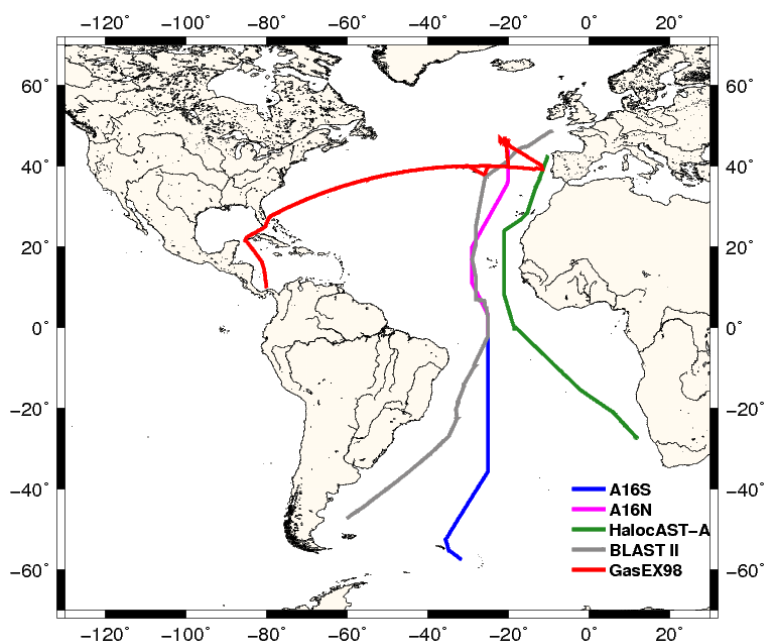 −120° −100° −80° −60° −40° −20° 0° 20°
60° 60°
40° 40°
20° 20°
0° 0°
−20° −20°
−40° −40°
−60° −60°
A16S
A16N
HalocAST−A
BLAST II
GasEX98
−120° −100° −80° −60° −40° −20° 0° 20°